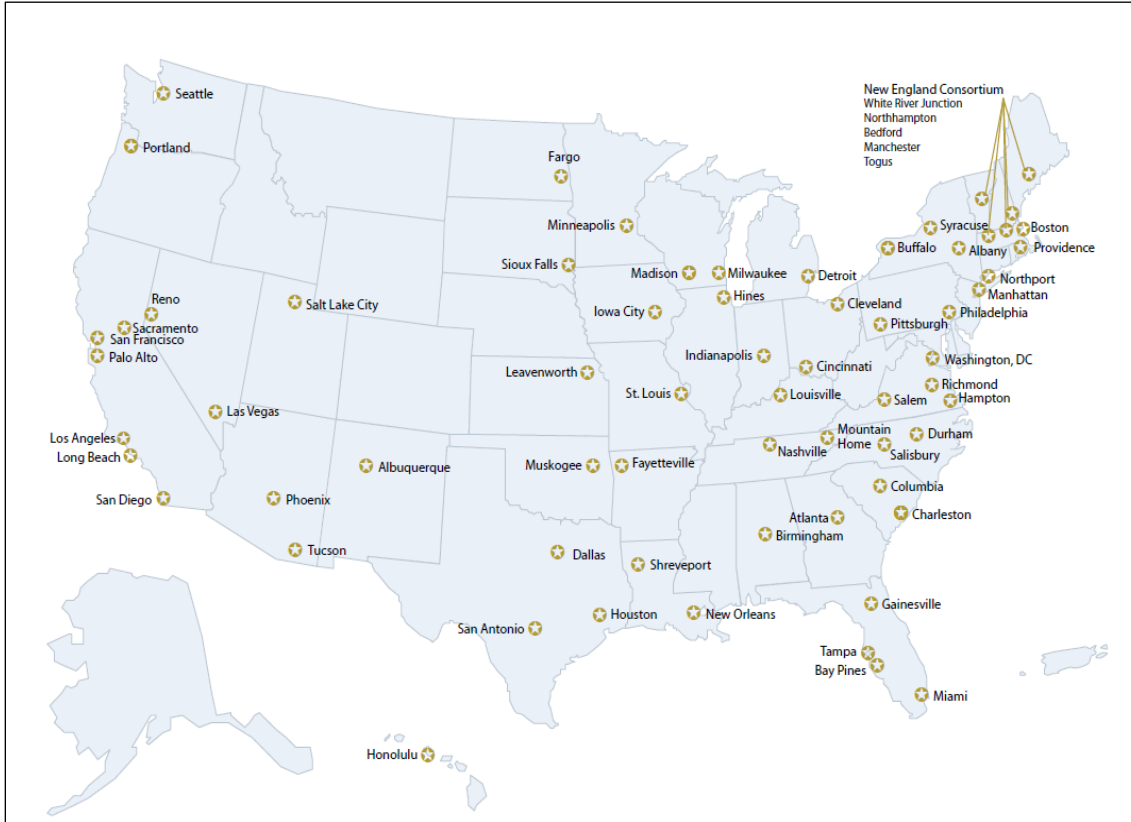 New England Consortium
White River Junction
Northhampton
Bedford
Manchester
Togus
Seattle
Portland
Fargo
Minneapolis
Syracuse
Boston
Buffalo
Albany
Providence
Sioux Falls
Madison
Milwaukee
Detroit
Northport
Manhattan
Hines
Reno
Salt Lake City
Cleveland
Iowa City
Philadelphia
Sacramento
Pittsburgh
San Francisco
Palo Alto
Indianapolis
Washington, DC
Cincinnati
Leavenworth
Richmond
St. Louis
Louisville
Salem
Hampton
Las Vegas
Mountain
Home
Durham
Los Angeles
Nashville
Salisbury
Long Beach
Albuquerque
Muskogee
Fayetteville
Columbia
San Diego
Phoenix
Charleston
Atlanta
Birmingham
Tucson
Dallas
Shreveport
Gainesville
New Orleans
Houston
San Antonio
Tampa
Bay Pines
Miami
Honolulu